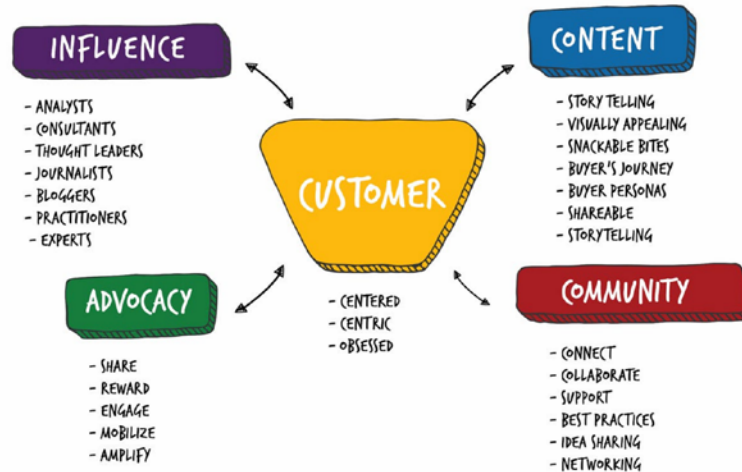 INFLUENCE
- ANALYSTS
- CONSULTANTS
- THOUGHT LEADERS
- JOURNALISTS
- BLOGGERS
- PRACTITIONERS
- EXPERTS
CONTENT
- STORY TELLING
- VISUALLY APPEALING
- SNACKABLE BITES
- BUYER'S JOURNEY
- BUYER PERSONAS
- SHAREABLE
- STORYTELLING
CUSTOMER
- CENTERED
- CENTRIC
- OBSESSED
ADVOCACY
- SHARE
- REWARD
- ENGAGE
- MOBILIZE
- AMPLIFY
COMMUNITY
- CONNECT
- COLLABORATE
- SUPPORT
- BEST PRACTICES
- IDEA SHARING
- NETWORKING